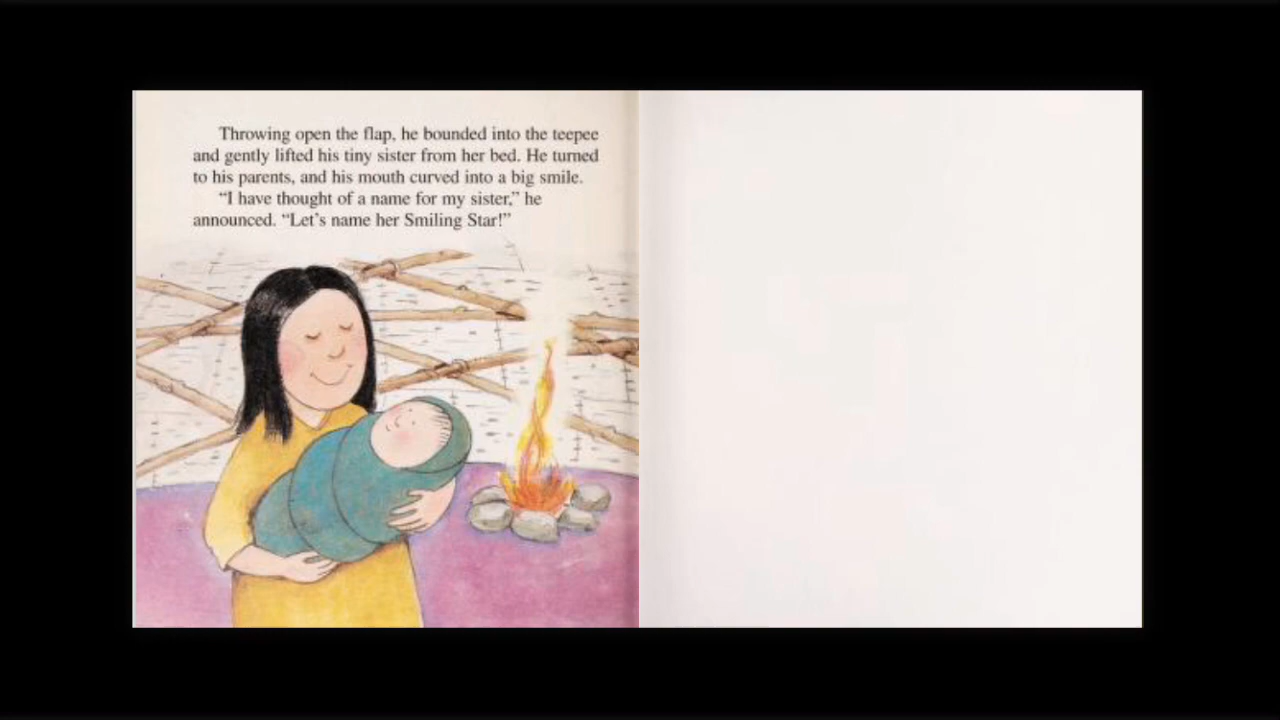 Throwing open the flap, he bounded into the teepee
and gently lifted his tiny sister from her bed. He turned
to his parents, and his mouth curved into a big smile.
“I have thought of a name for my sister,” he
announced. “Let’s name her Smiling Star!”